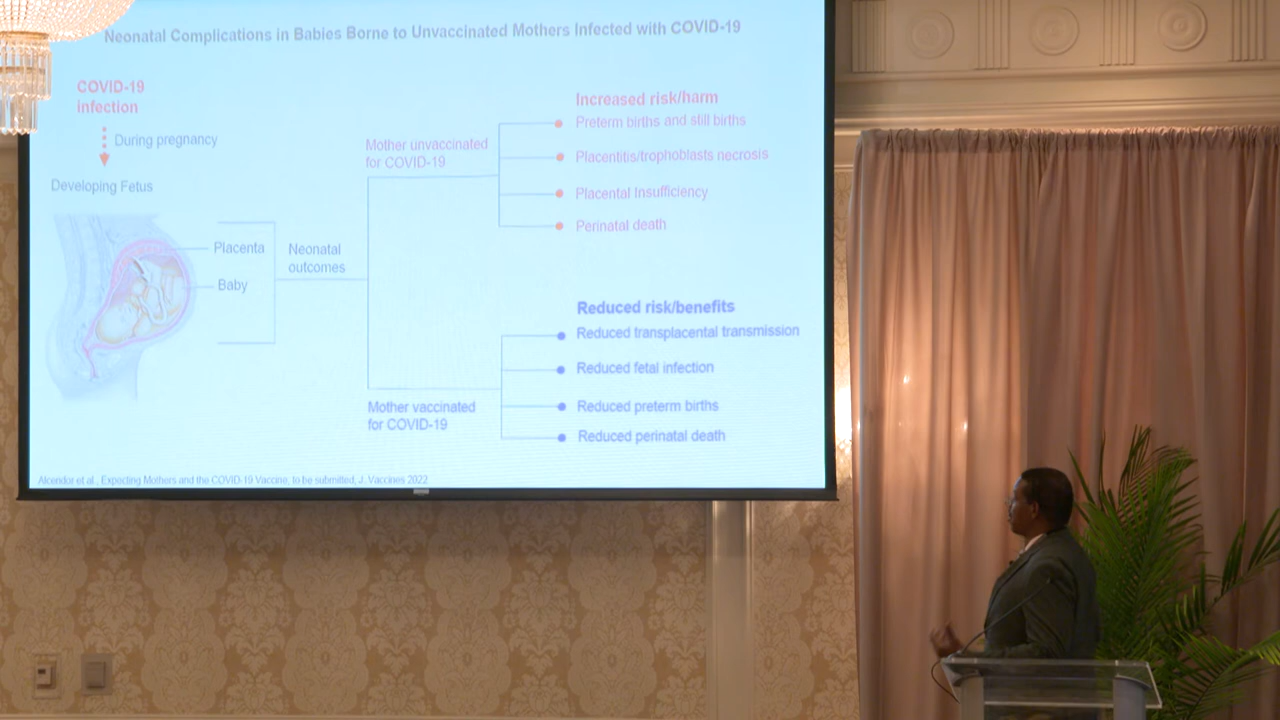 Neonatal Complications in Babies Borne to Unvaccinated Mothers Infected with COVID-19
COVID-19
infection
During pregnancy
Developing Fetus
Placenta
Baby
Neonatal
outcomes
Mother unvaccinated
for COVID-19
Increased risk/harm
Preterm births and still births
Placentitis/trophoblasts necrosis
Placental Insufficiency
Perinatal death
Mother vaccinated
for COVID-19
Reduced risk/benefits
Reduced transplacental transmission
Reduced fetal infection
Reduced preterm births
Reduced perinatal death
Alcendor et al., Expecting Mothers and the COVID-19 Vaccine, to be submitted, J. Vaccines 2022